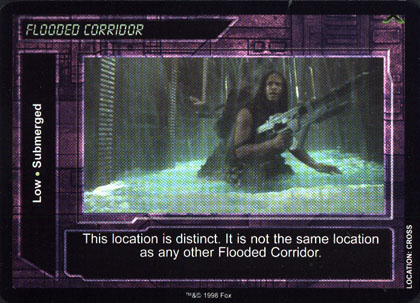 FLOODED CORRIDOR
Low • Submerged
This location is distinct. It is not the same location
as any other Flooded Corridor.
LOCATION: CROSS
™&© 1998 Fox